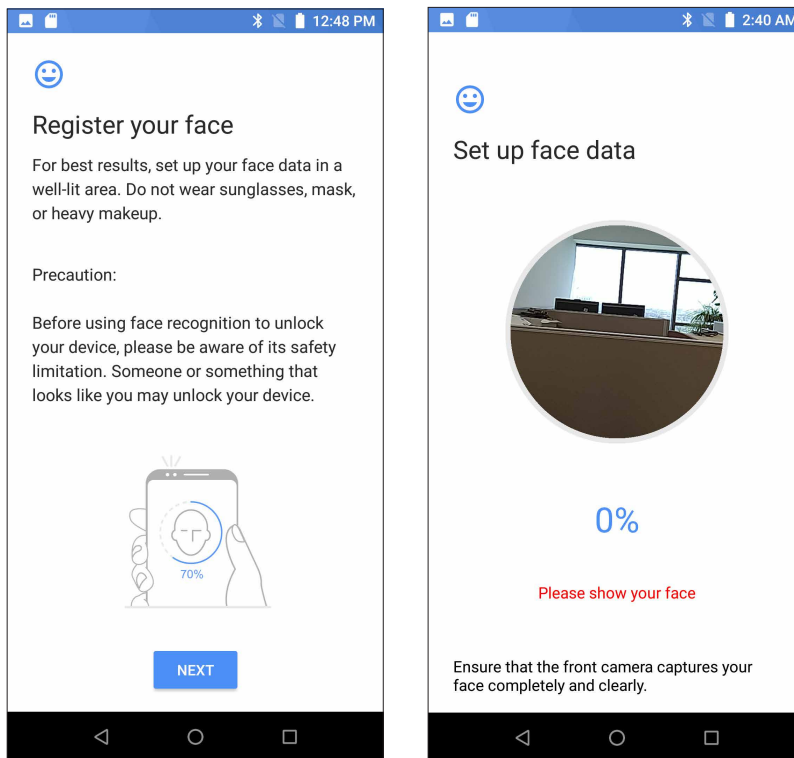 12:48 PM
Register your face
For best results, set up your face data in a
well-lit area. Do not wear sunglasses, mask,
or heavy makeup.
Precaution:
Before using face recognition to unlock
your device, please be aware of its safety
limitation. Someone or something that
looks like you may unlock your device.
70%
NEXT
2:40 AM
Set up face data
0%
Please show your face
Ensure that the front camera captures your
face completely and clearly.